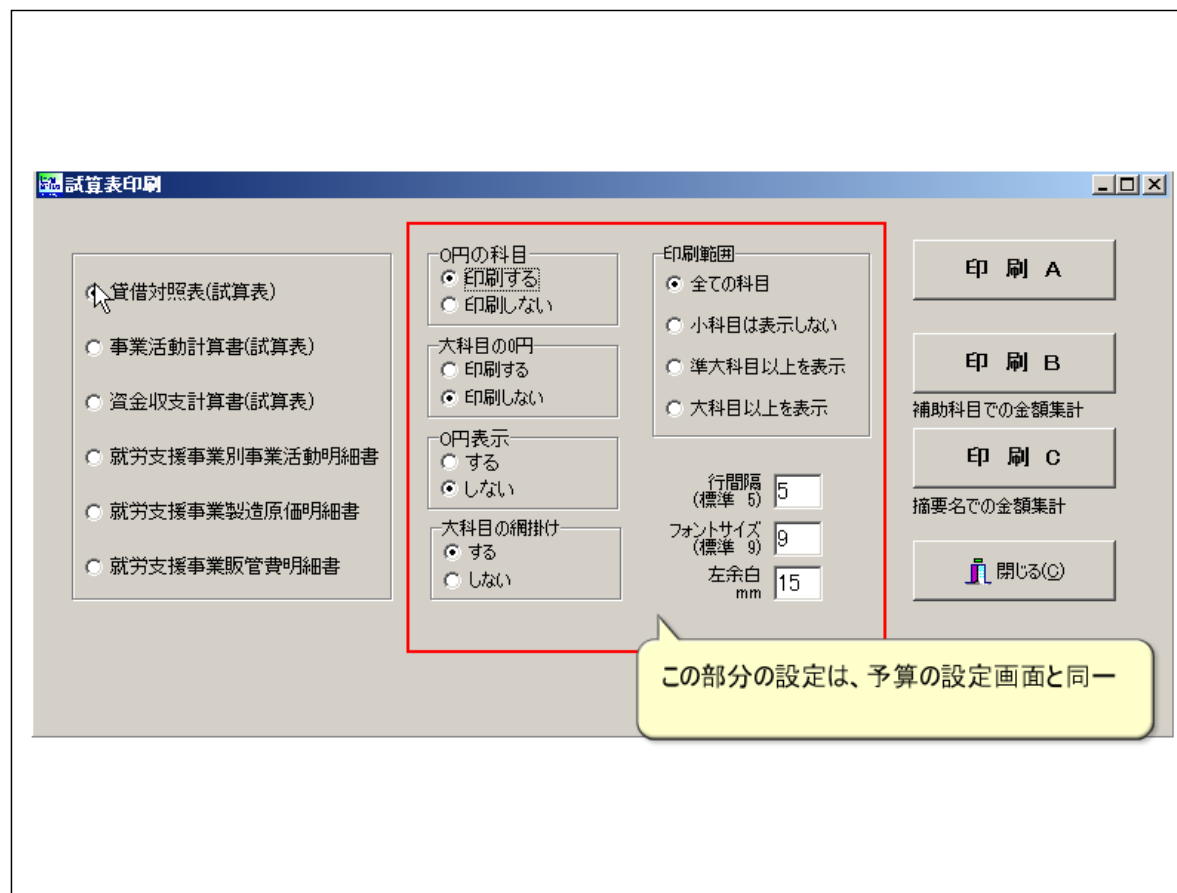 試算表印刷
貸借対照表(試算表)
事業活動計算書(試算表)
資金収支計算書(試算表)
就労支援事業別事業活動明細書
就労支援事業製造原価明細書
就労支援事業販管費明細書
0円の科目
印刷する
印刷しない
大科目の0円
印刷する
印刷しない
0円表示
する
しない
大科目の網掛け
する
しない
印刷範囲
全ての科目
小科目は表示しない
準大科目以上を表示
大科目以上を表示
行間隔
(標準 5) 5
フォントサイズ
(標準 9) 9
左余白
mm 15
印 刷 A
印 刷 B
補助科目での金額集計
印 刷 C
摘要名での金額集計
閉じる(C)
この部分の設定は、予算の設定画面と同一